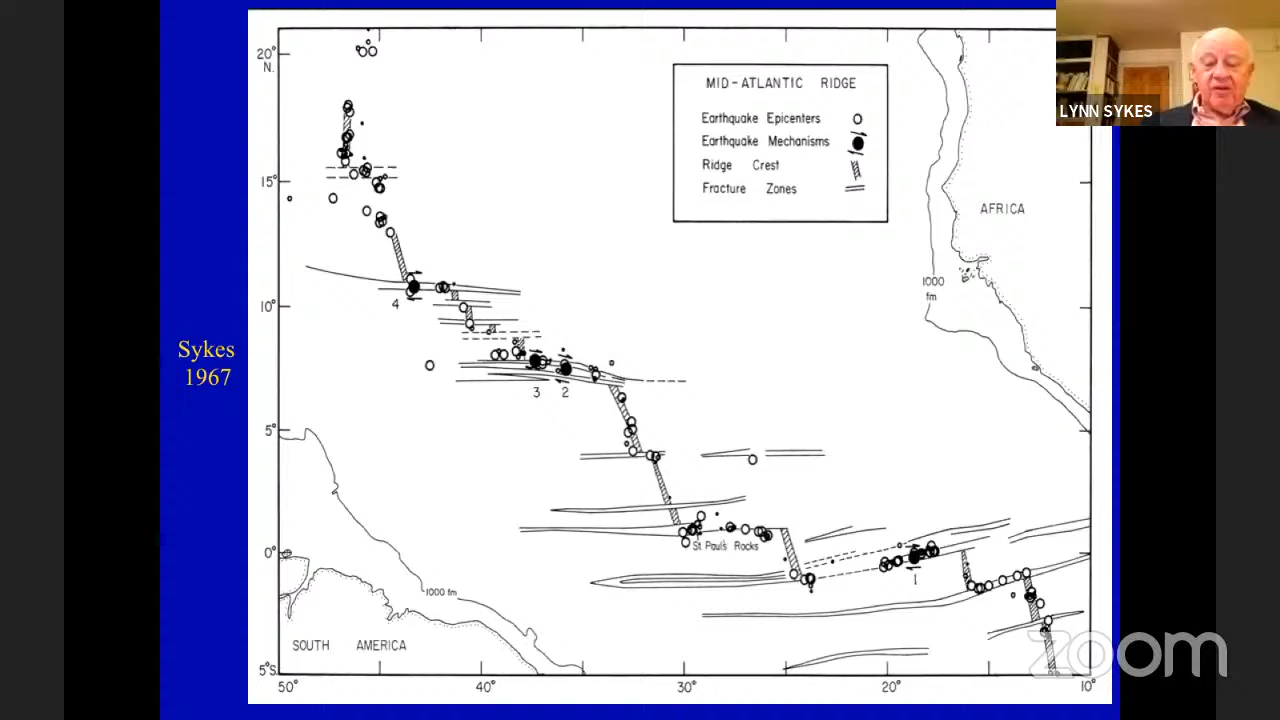 MID-ATLANTIC RIDGE
Earthquake Epicenters
Earthquake Mechanisms
Ridge Crest
Fracture Zones
LYNN SYKES
20°
N.
15°
10°
5°
0°
5°S
AFRICA
1000
fm
4
3
2
1
St. Paul's Rocks
1000 fm
SOUTH AMERICA
50°
40°
30°
20°
10°
Sykes
1967
zoom